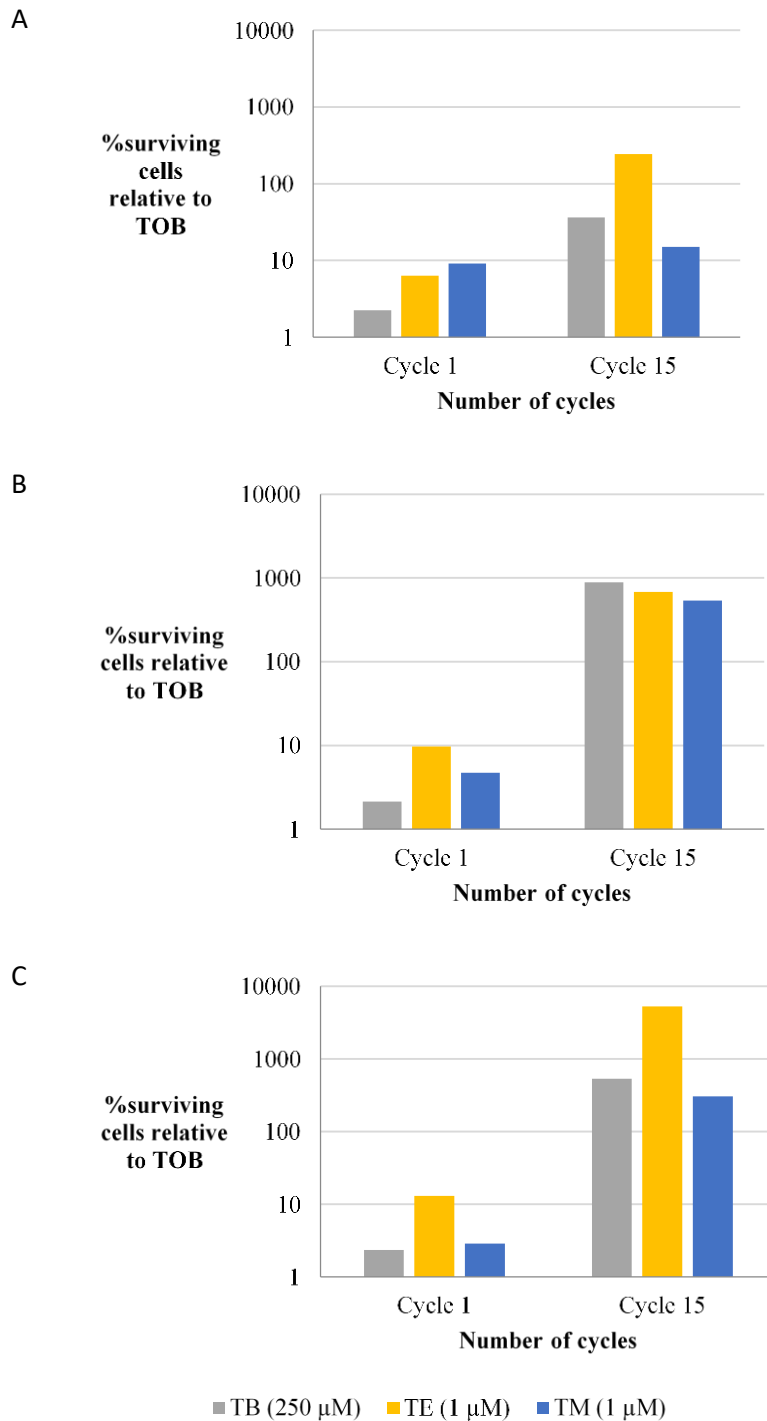 A
10000
1000
%surviving
cells
relative to
TOB
100
10
1
Cycle 1 Cycle 15
Number of cycles
B
10000
1000
%surviving
cells relative
to TOB
100
10
1
Cycle 1 Cycle 15
Number of cycles
C
10000
1000
%surviving
cells relative
to TOB
100
10
1
Cycle 1 Cycle 15
Number of cycles
TB (250 μM) TE (1 μM) TM (1 μM)